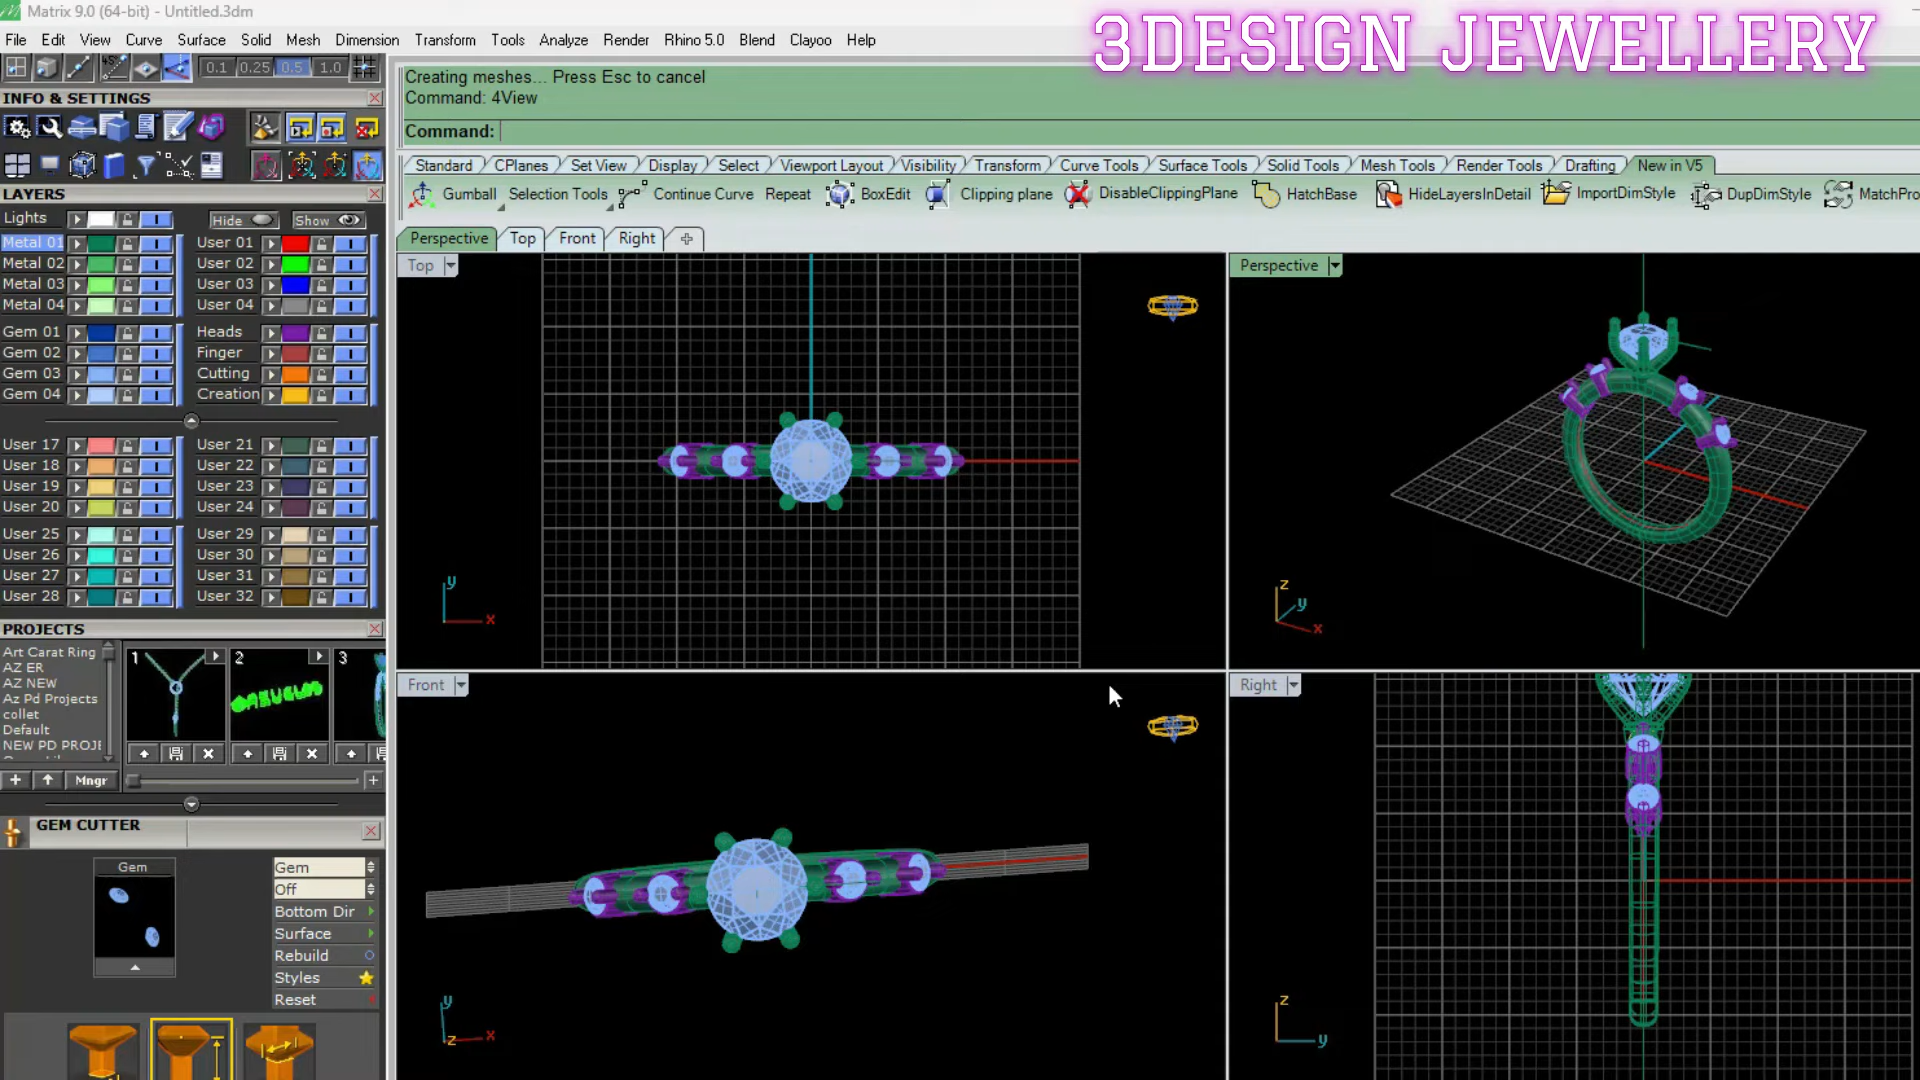 Matrix 9.0 (64-bit) - Untitled.3dm
3DESIGN JEWELLERY
File Edit View Curve Surface Solid Mesh Dimension Transform Tools Analyze Render Rhino 5.0 Blend Clayoo Help
0.1 0.25 0.5 1.0
Creating meshes... Press Esc to cancel
Command: 4View
Command:
INFO & SETTINGS
Standard CPlanes Set View Display Select Viewport Layout Visibility Transform Curve Tools Surface Tools Solid Tools Mesh Tools Render Tools Drafting New in V5
Gumball Selection Tools Continue Curve Repeat BoxEdit Clipping plane DisableClippingPlane HatchBase HideLayersInDetail ImportDimStyle DupDimStyle MatchPro
LAYERS
Lights Hide Show
Metal 01 User 01
Metal 02 User 02
Metal 03 User 03
Metal 04 User 04
Gem 01 Heads
Gem 02 Finger
Gem 03 Cutting
Gem 04 Creation
User 17 User 21
User 18 User 22
User 19 User 23
User 20 User 24
User 25 User 29
User 26 User 30
User 27 User 31
User 28 User 32
Perspective Top Front Right
Top
y
x
Perspective
z
y
x
PROJECTS
Art Carat Ring
AZ ER
AZ NEW
Az Pd Projects
collet
Default
NEW PD PROJE
1 2 3
Mngr
Front
y
z x
Right
z
y
GEM CUTTER
Gem
Gem
Off
Bottom Dir
Surface
Rebuild
Styles
Reset